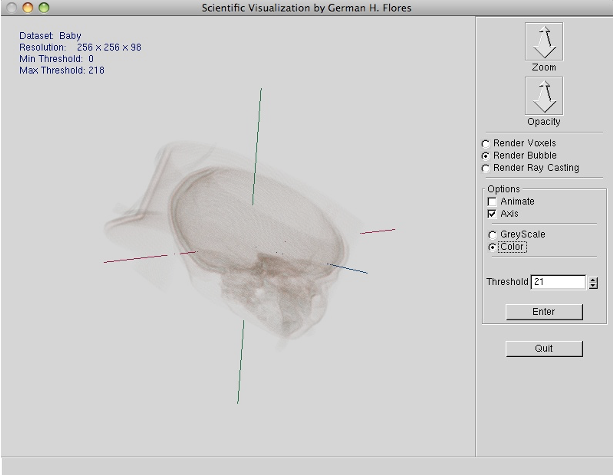 Scientific Visualization by German H. Flores
Dataset: Baby
Resolution: 256 x 256 x 98
Min Threshold: 0
Max Threshold: 218
Zoom
Opacity
Render Voxels
Render Bubble
Render Ray Casting
Options
Animate
Axis
GreyScale
Color
Threshold 21
Enter
Quit